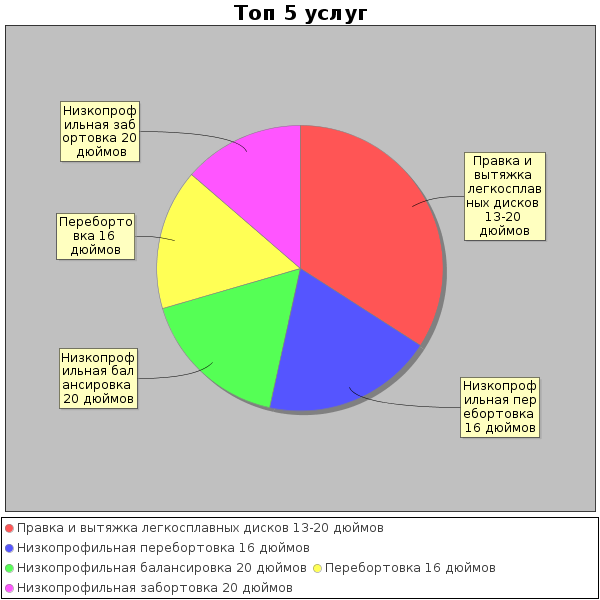 Топ 5 услуг
Низкопроф
ильная заб
ортовка 20
дюймов
Правка и
вытяжка
легкосплав
ных дисков
13-20
дюймов
Переборто
вка 16
дюймов
Низкопроф
ильная бал
ансировка
20 дюймов
Низкопроф
ильная пер
ебортовка
16 дюймов
Правка и вытяжка легкосплавных дисков 13-20 дюймов
Низкопрофильная перебортовка 16 дюймов
Низкопрофильная балансировка 20 дюймов Перебортовка 16 дюймов
Низкопрофильная забортовка 20 дюймов